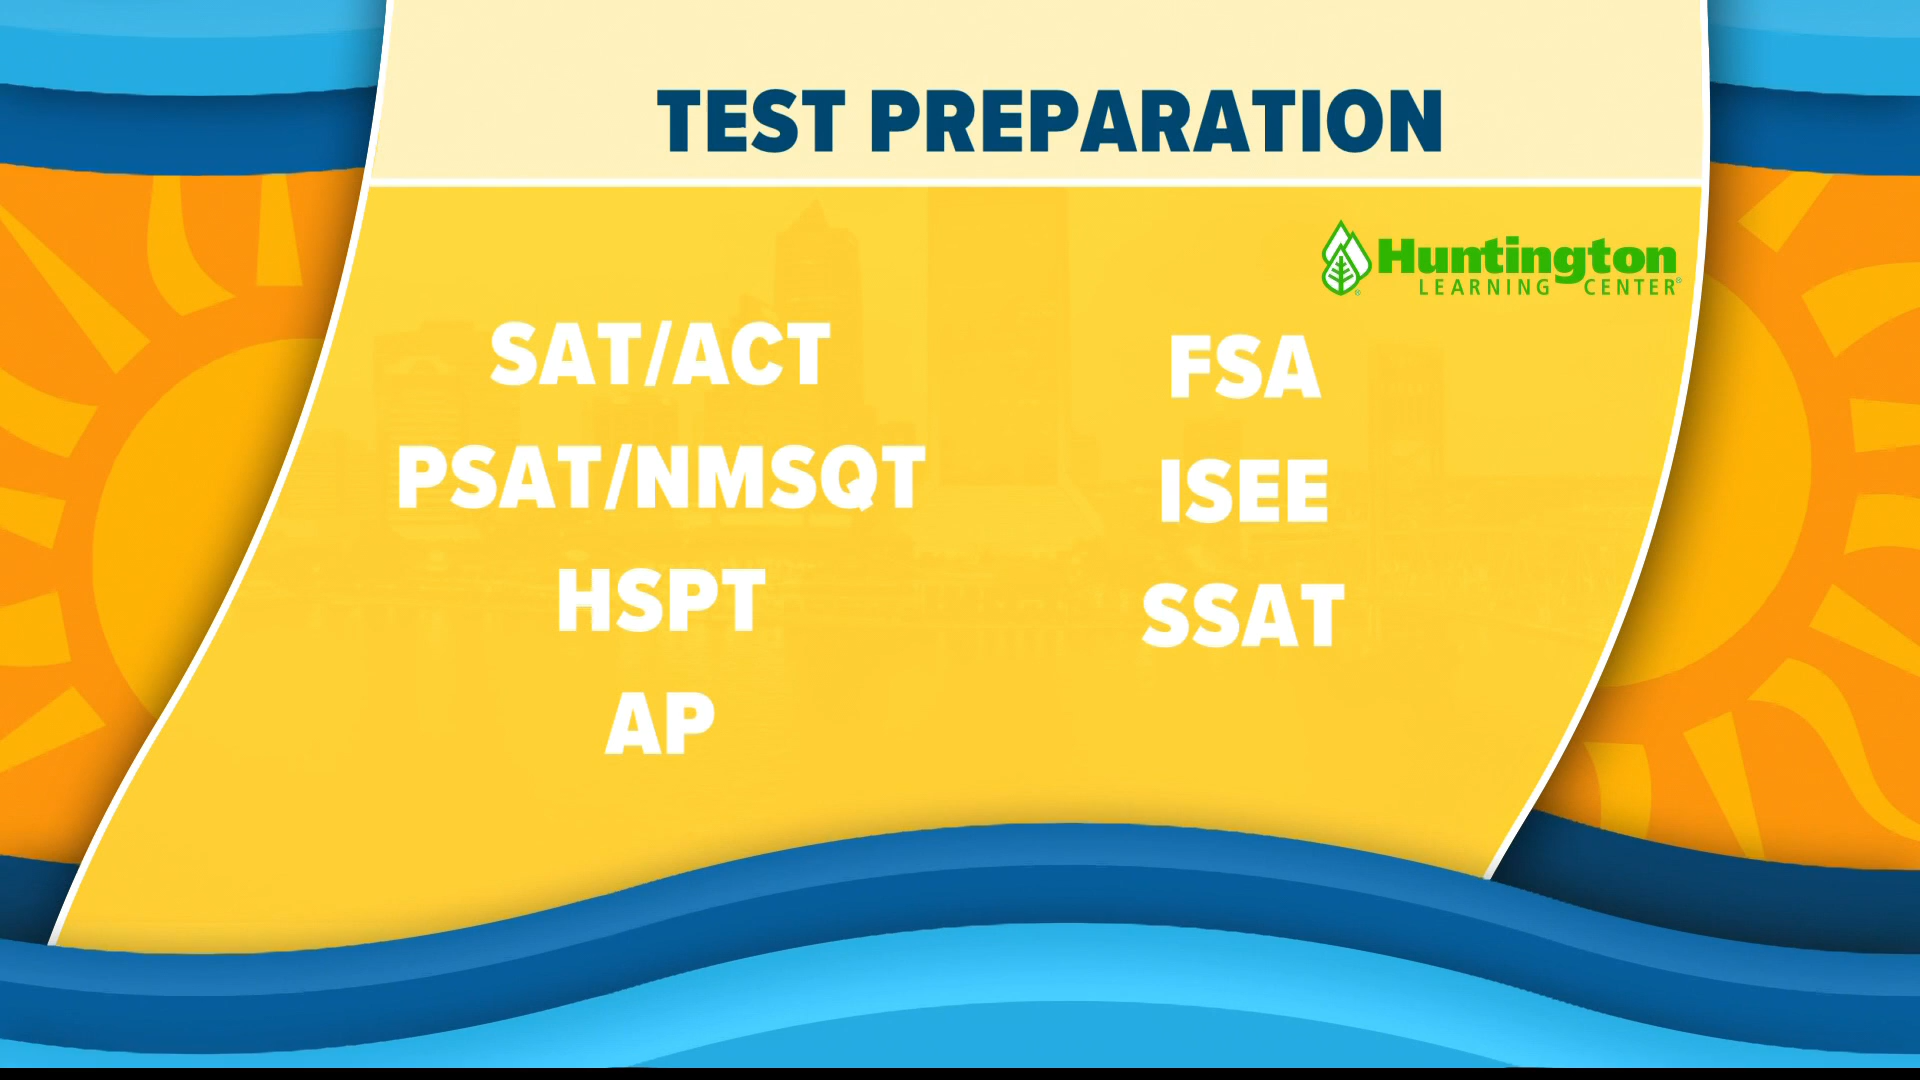 TEST PREPARATION
Huntington
LEARNING CENTER
SAT/ACT
PSAT/NMSQT
HSPT
AP
FSA
ISEE
SSAT